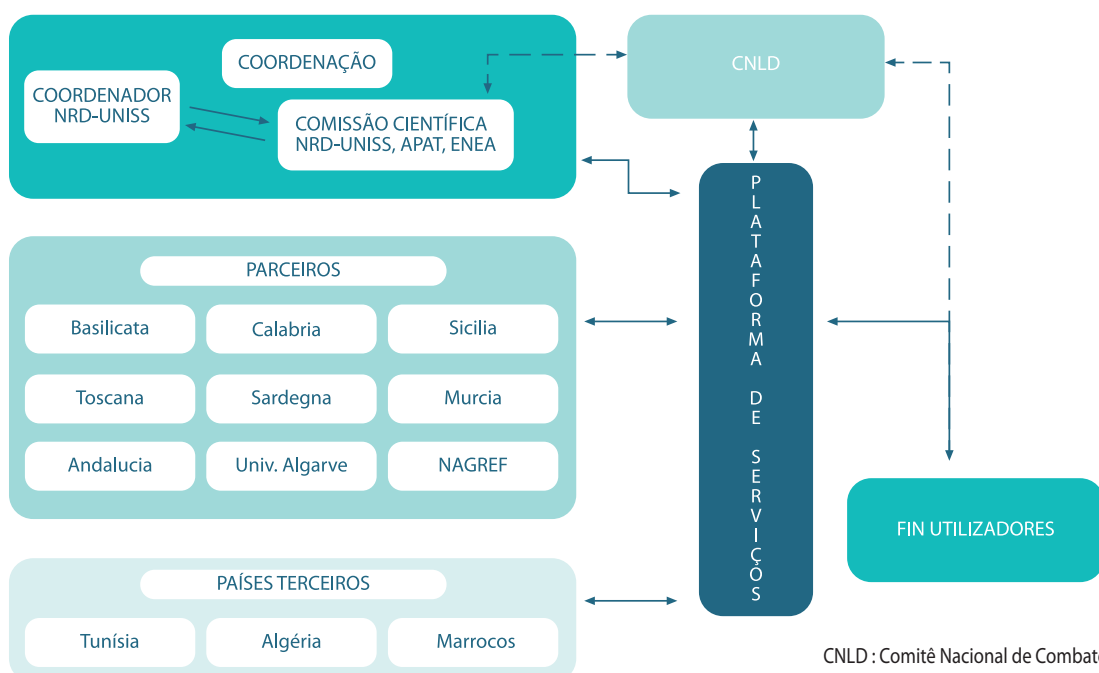 COORDENAÇÃO
COORDENADOR
NRD-UNISS
COMISSÃO CIENTÍFICA
NRD-UNISS, APAT, ENEA
CNLD
PARCEIROS
Basilicata
Calabria
Sicilia
Toscana
Sardegna
Murcia
Andalucia
Univ. Algarve
NAGREF
PAÍSES TERCEIROS
Tunísia
Algéria
Marrocos
PLATAFORMA DE SERVIÇOS
FIN UTILIZADORES
CNLD : Comitê Nacional de Combate